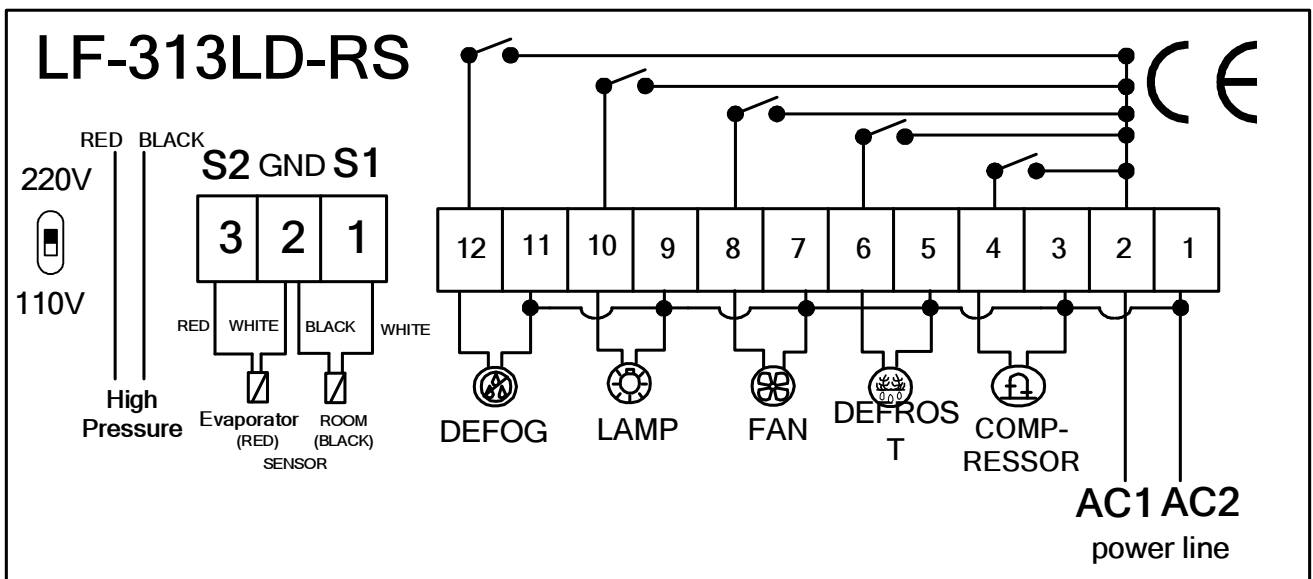 LF-313LD-RS
CE
RED BLACK
220V
110V
High
Pressure
S2 GND S1
3 2 1
RED WHITE BLACK WHITE
Evaporator
(RED)
ROOM
(BLACK)
SENSOR
12 11 10 9 8 7 6 5 4 3 2 1
DEFOG
LAMP
FAN
DEFROS
T
COMP-
RESSOR
AC1 AC2
power line